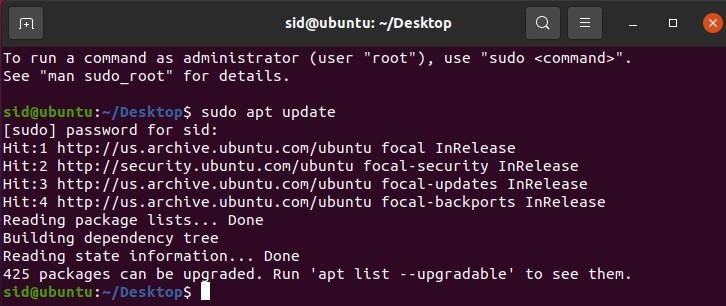 sid@ubuntu: ~/Desktop
To run a command as administrator (user "root"), use "sudo <command>".
See "man sudo_root" for details.
sid@ubuntu:~/Desktop$ sudo apt update
[sudo] password for sid:
Hit:1 http://us.archive.ubuntu.com/ubuntu focal InRelease
Hit:2 http://security.ubuntu.com/ubuntu focal-security InRelease
Hit:3 http://us.archive.ubuntu.com/ubuntu focal-updates InRelease
Hit:4 http://us.archive.ubuntu.com/ubuntu focal-backports InRelease
Reading package lists... Done
Building dependency tree
Reading state information... Done
425 packages can be upgraded. Run 'apt list --upgradable' to see them.
sid@ubuntu:~/Desktop$